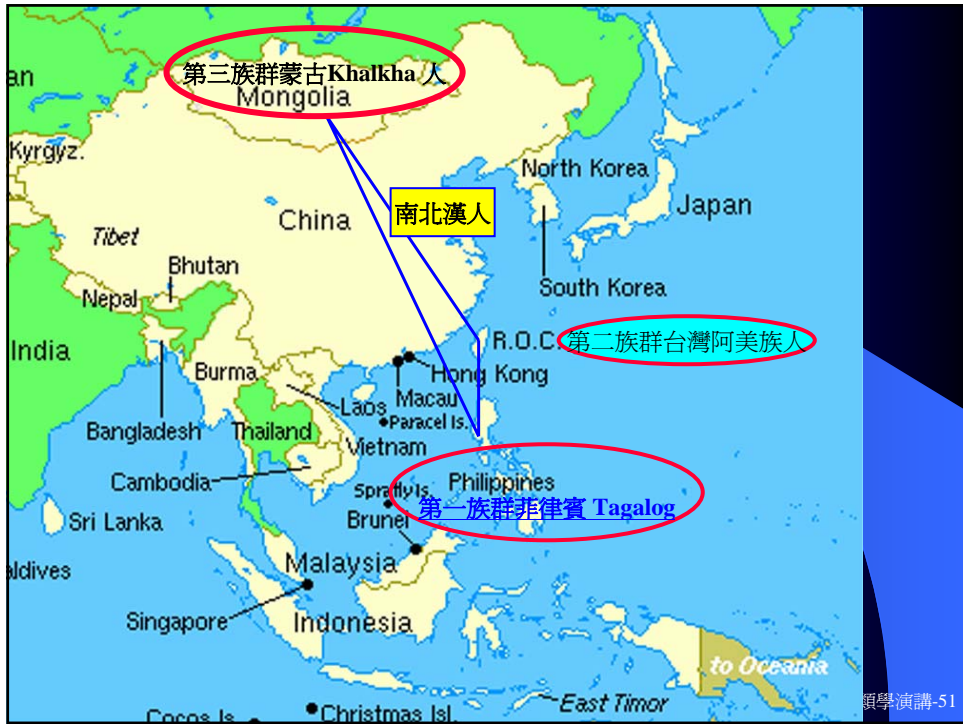 第三族群蒙古Khalkha 人
an
Mongolia
Kyrgyz.
North Korea
南北漢人
China
Japan
Tibet
Bhutan
Nepal
South Korea
India
R.O.C.
第二族群台灣阿美族人
Burma
Hong Kong
Laos
Macau
Paracel Is.
Bangladesh
Thailand
Vietnam
Cambodia
Philippines
Spratly Is.
第一族群菲律賓 Tagalog
Sri Lanka
Brunei
Malaysia
aldives
Singapore
Indonesia
to Oceania
East Timor
類學演講-51
Cocos Is.
Christmas Isl.